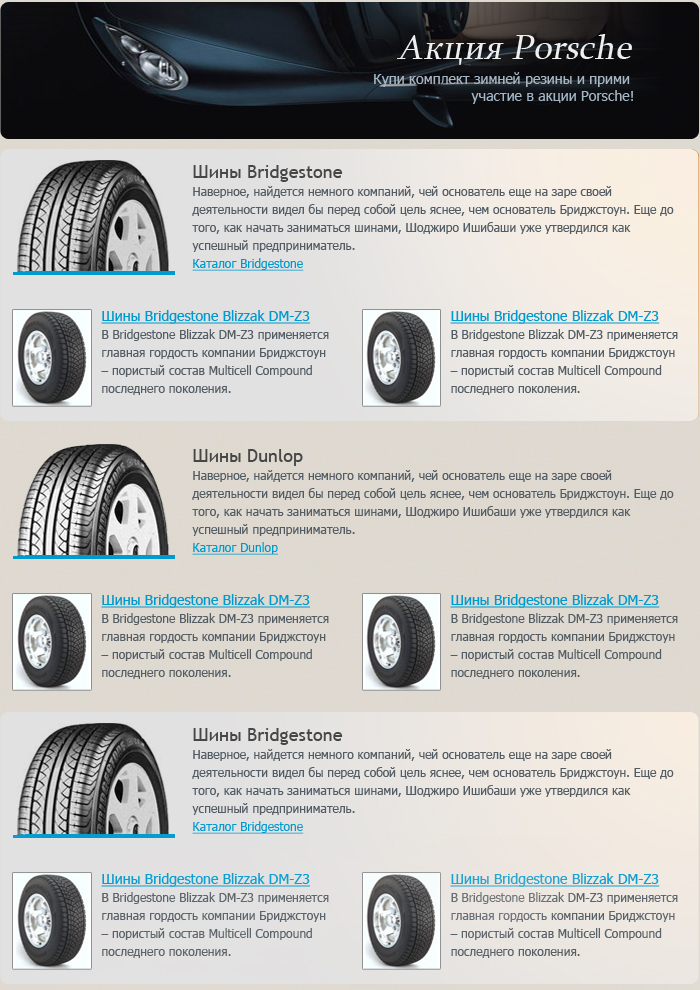 Акция Porsche
Купи комплект зимней резины и прими
участие в акции Porsche!
Шины Bridgestone
Наверное, найдется немного компаний, чей основатель еще на заре своей
деятельности видел бы перед собой цель яснее, чем основатель Бриджстоун. Еще до
того, как начать заниматься шинами, Шоджиро Ишибаши уже утвердился как
успешный предприниматель.
Каталог Bridgestone
Шины Bridgestone Blizzak DM-Z3
В Bridgestone Blizzak DM-Z3 применяется
главная гордость компании Бриджстоун
– пористый состав Multicell Compound
последнего поколения.
Шины Bridgestone Blizzak DM-Z3
В Bridgestone Blizzak DM-Z3 применяется
главная гордость компании Бриджстоун
– пористый состав Multicell Compound
последнего поколения.
Шины Dunlop
Наверное, найдется немного компаний, чей основатель еще на заре своей
деятельности видел бы перед собой цель яснее, чем основатель Бриджстоун. Еще до
того, как начать заниматься шинами, Шоджиро Ишибаши уже утвердился как
успешный предприниматель.
Каталог Dunlop
Шины Bridgestone Blizzak DM-Z3
В Bridgestone Blizzak DM-Z3 применяется
главная гордость компании Бриджстоун
– пористый состав Multicell Compound
последнего поколения.
Шины Bridgestone Blizzak DM-Z3
В Bridgestone Blizzak DM-Z3 применяется
главная гордость компании Бриджстоун
– пористый состав Multicell Compound
последнего поколения.
Шины Bridgestone
Наверное, найдется немного компаний, чей основатель еще на заре своей
деятельности видел бы перед собой цель яснее, чем основатель Бриджстоун. Еще до
того, как начать заниматься шинами, Шоджиро Ишибаши уже утвердился как
успешный предприниматель.
Каталог Bridgestone
Шины Bridgestone Blizzak DM-Z3
В Bridgestone Blizzak DM-Z3 применяется
главная гордость компании Бриджстоун
– пористый состав Multicell Compound
последнего поколения.
Шины Bridgestone Blizzak DM-Z3
В Bridgestone Blizzak DM-Z3 применяется
главная гордость компании Бриджстоун
– пористый состав Multicell Compound
последнего поколения.